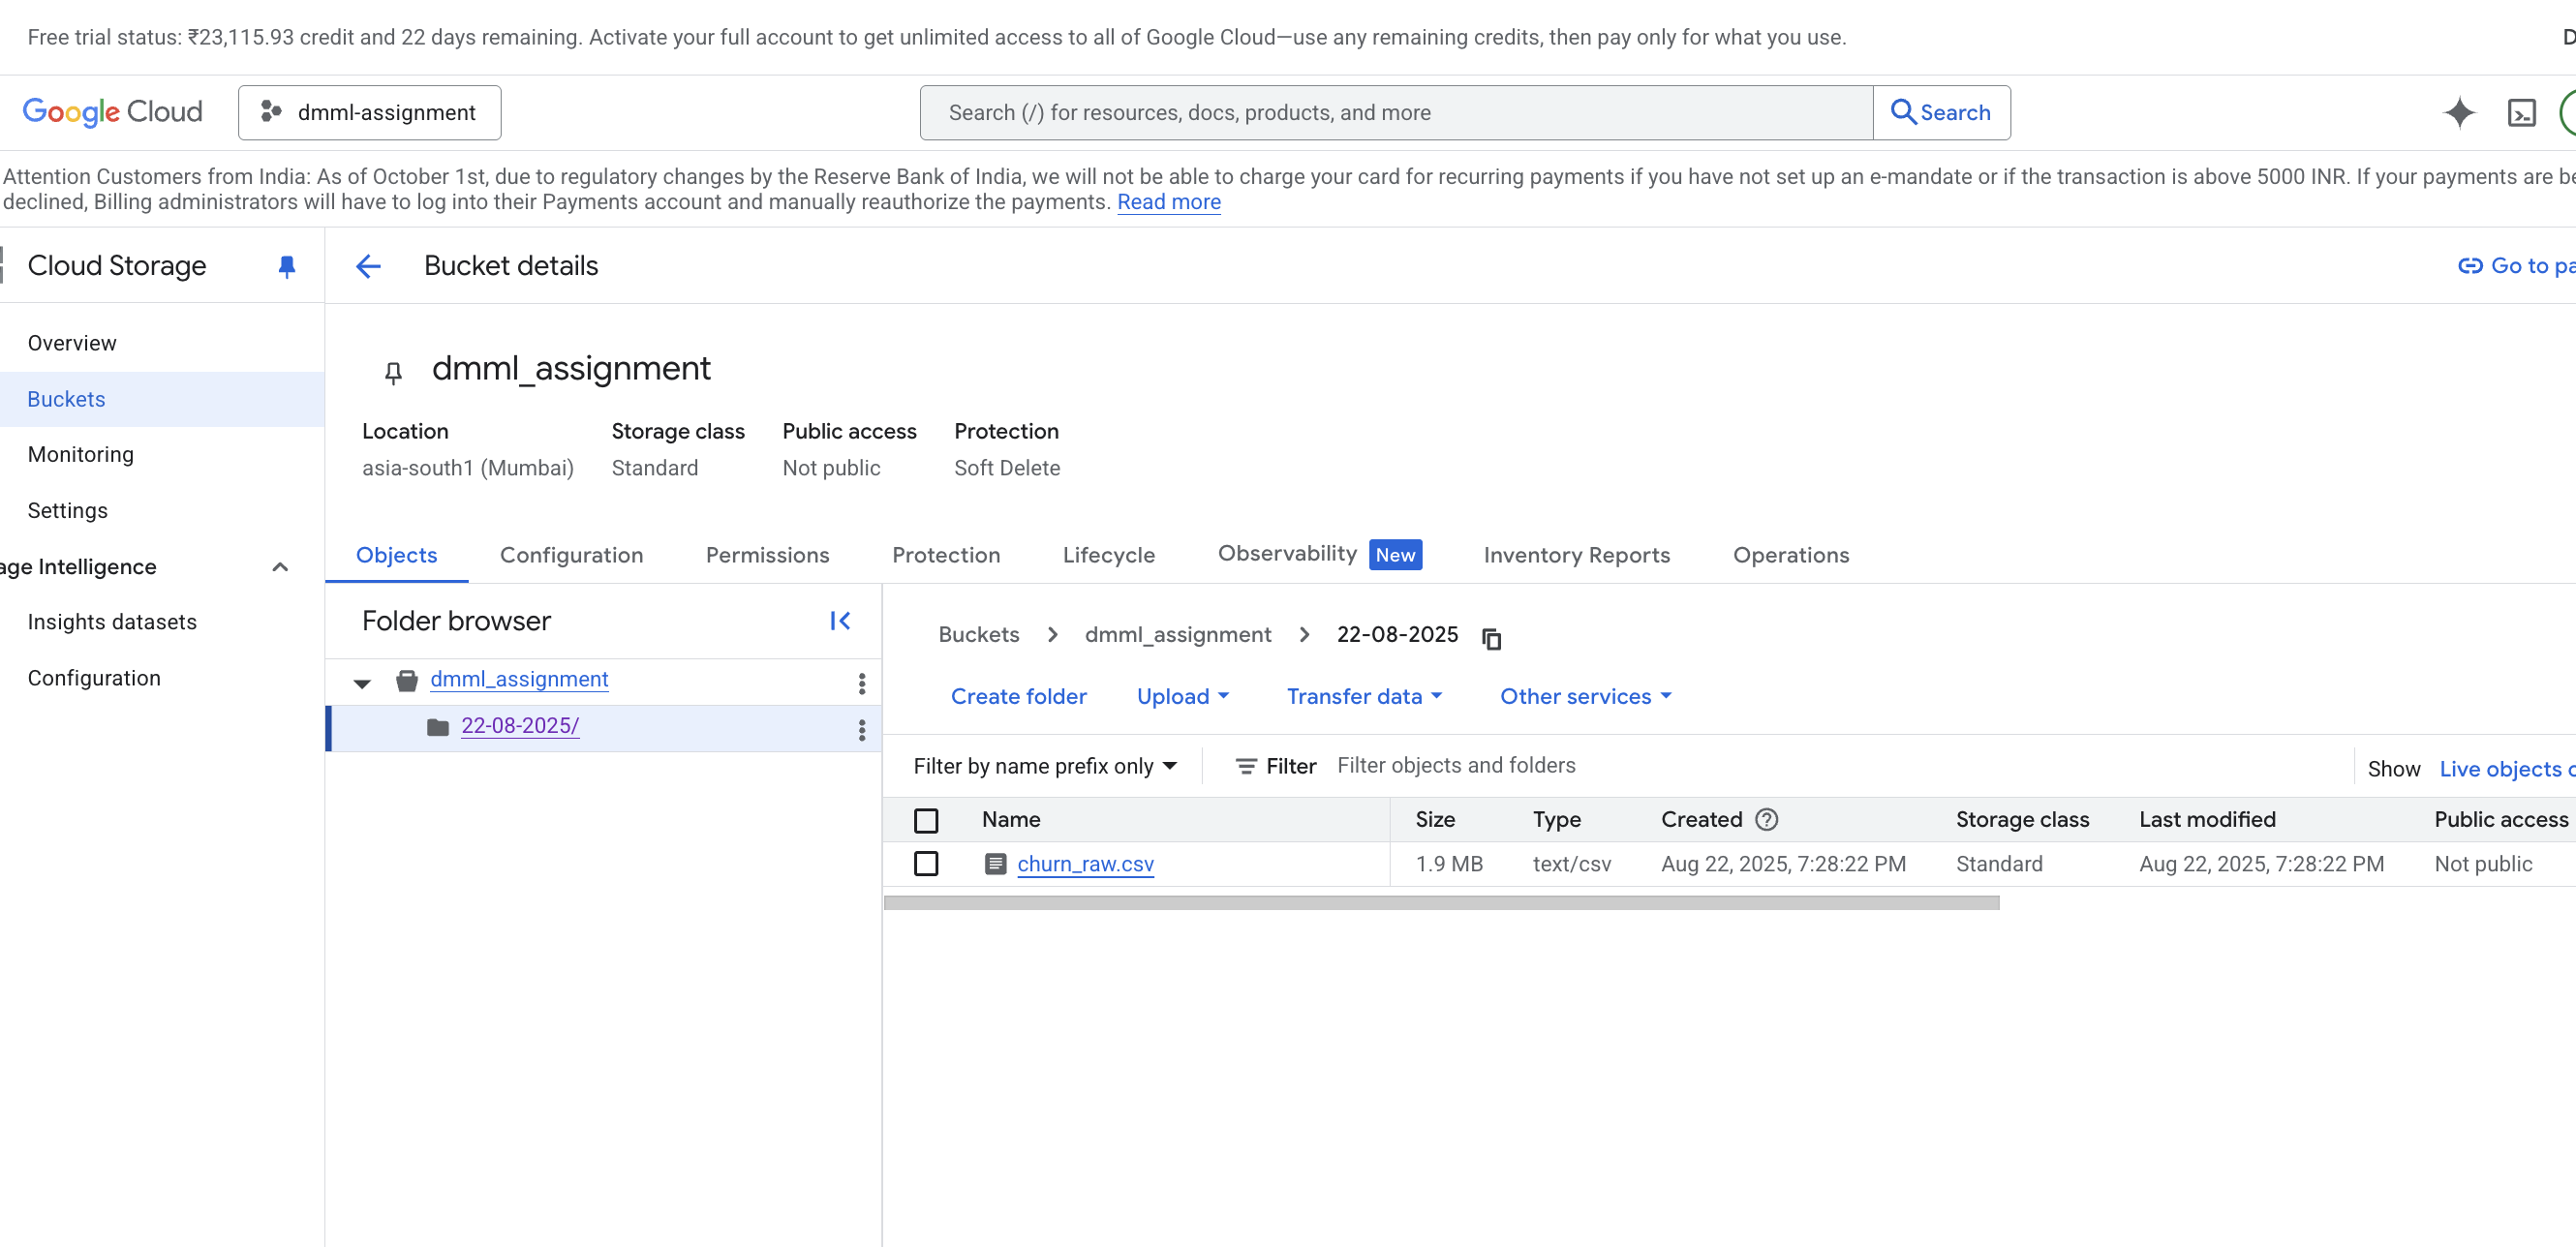 Free trial status: ₹23,115.93 credit and 22 days remaining. Activate your full account to get unlimited access to all of Google Cloud—use any remaining credits, then pay only for what you use.
Google Cloud
dmml-assignment
Search (/) for resources, docs, products, and more
Search
Attention Customers from India: As of October 1st, due to regulatory changes by the Reserve Bank of India, we will not be able to charge your card for recurring payments if you have not set up an e-mandate or if the transaction is above 5000 INR. If your payments are
declined, Billing administrators will have to log into their Payments account and manually reauthorize the payments. Read more
Cloud Storage
Bucket details
Go to
Overview
Buckets
Monitoring
Settings
Intelligence
Insights datasets
Configuration
dmml_assignment
Location Storage class Public access Protection
asia-south1 (Mumbai) Standard Not public Soft Delete
Objects Configuration Permissions Protection Lifecycle Observability New Inventory Reports Operations
Folder browser
dmml_assignment
22-08-2025/
Buckets > dmml_assignment > 22-08-2025
Create folder Upload Transfer data Other services
Filter by name prefix only Filter Filter objects and folders Show Live objects
Name Size Type Created Storage class Last modified Public access
churn_raw.csv 1.9 MB text/csv Aug 22, 2025, 7:28:22 PM Standard Aug 22, 2025, 7:28:22 PM Not public